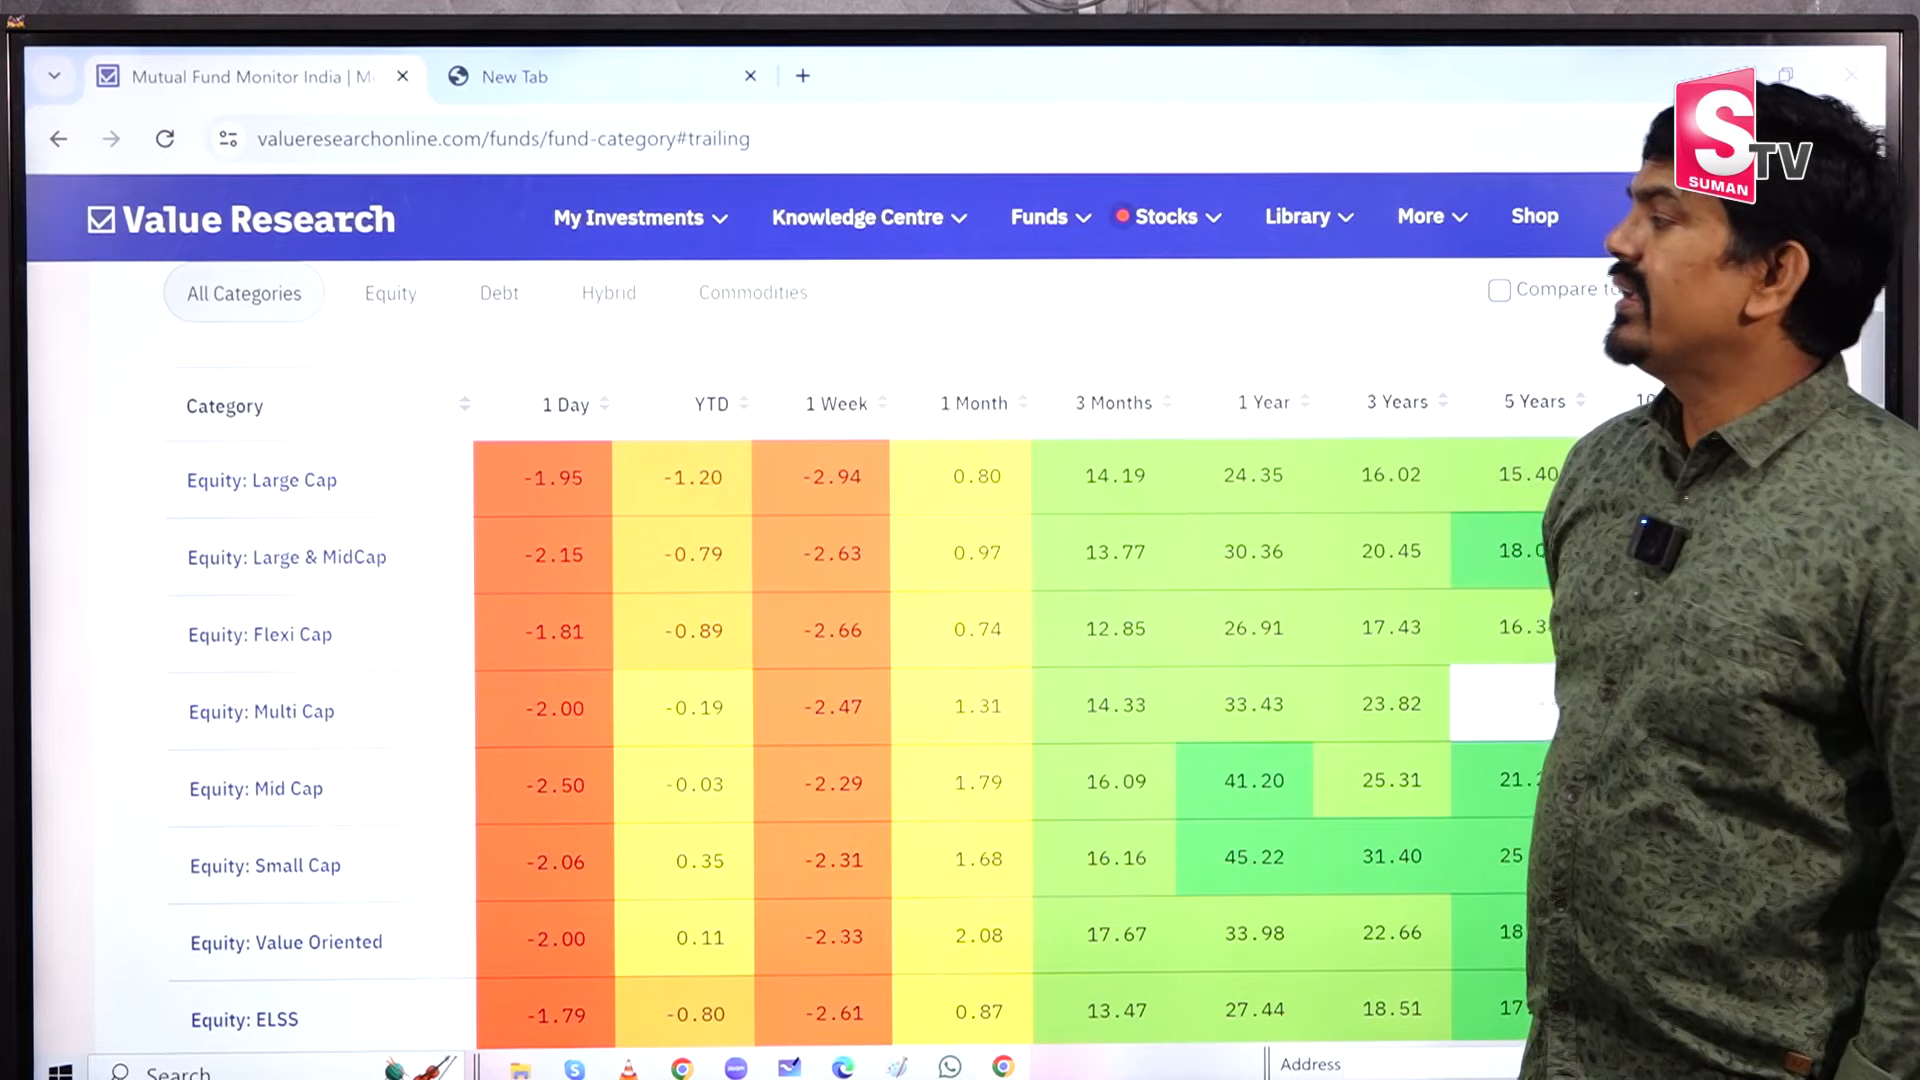 Mutual Fund Monitor India | M
New Tab
valueresearchonline.com/funds/fund-category#trailing
S TV
SUMAN
Value Research
My Investments
Knowledge Centre
Funds
Stocks
Library
More
Shop
All Categories
Equity
Debt
Hybrid
Commodities
Compare to
Category 1 Day YTD 1 Week 1 Month 3 Months 1 Year 3 Years 5 Years 10
Equity: Large Cap -1.95 -1.20 -2.94 0.80 14.19 24.35 16.02 15.40
Equity: Large & MidCap -2.15 -0.79 -2.63 0.97 13.77 30.36 20.45 18.0
Equity: Flexi Cap -1.81 -0.89 -2.66 0.74 12.85 26.91 17.43 16.3
Equity: Multi Cap -2.00 -0.19 -2.47 1.31 14.33 33.43 23.82
Equity: Mid Cap -2.50 -0.03 -2.29 1.79 16.09 41.20 25.31 21.
Equity: Small Cap -2.06 0.35 -2.31 1.68 16.16 45.22 31.40 25
Equity: Value Oriented -2.00 0.11 -2.33 2.08 17.67 33.98 22.66 18
Equity: ELSS -1.79 -0.80 -2.61 0.87 13.47 27.44 18.51 17
Search
Address